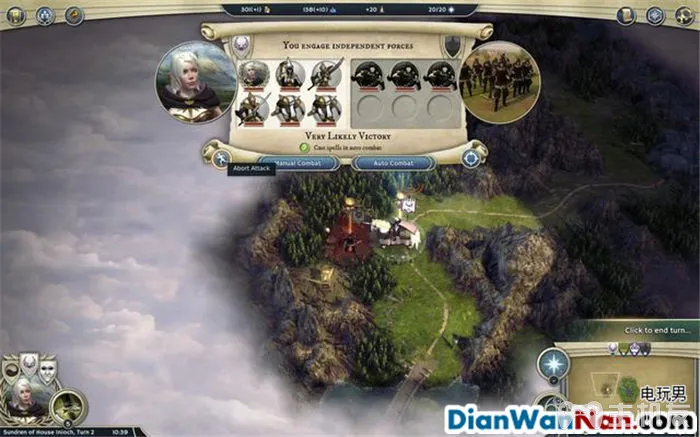 301(+1) 138(+10) +20 20/20
YOU ENGAGE INDEPENDENT FORCES
VERY LIKELY VICTORY
Cast spells in auto combat
Manual Combat Auto Combat
Abort Attack
Click to end turn...
电玩男
Sundren of House Inioch, Turn 2 10:39
DianWanNan.com